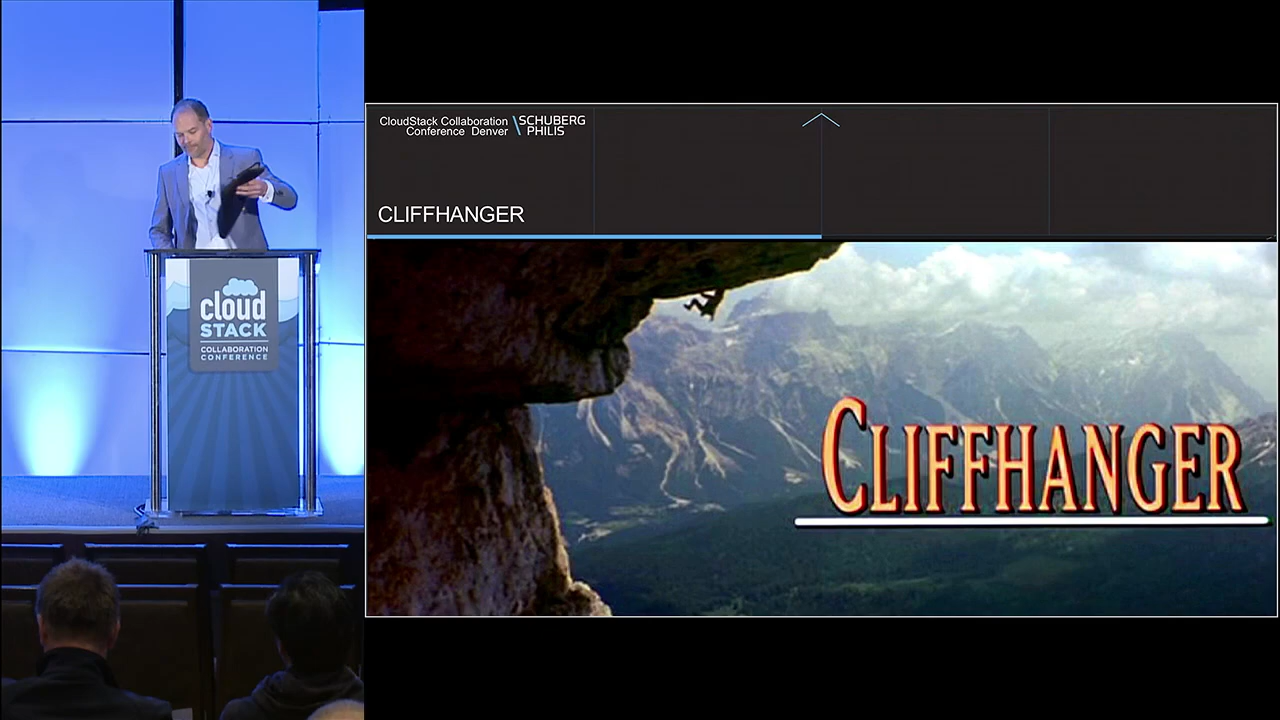 cloud
STACK
COLLABORATION
CONFERENCE
CloudStack Collaboration
Conference Denver
SCHUBERG
PHILIS
CLIFFHANGER
CLIFFHANGER